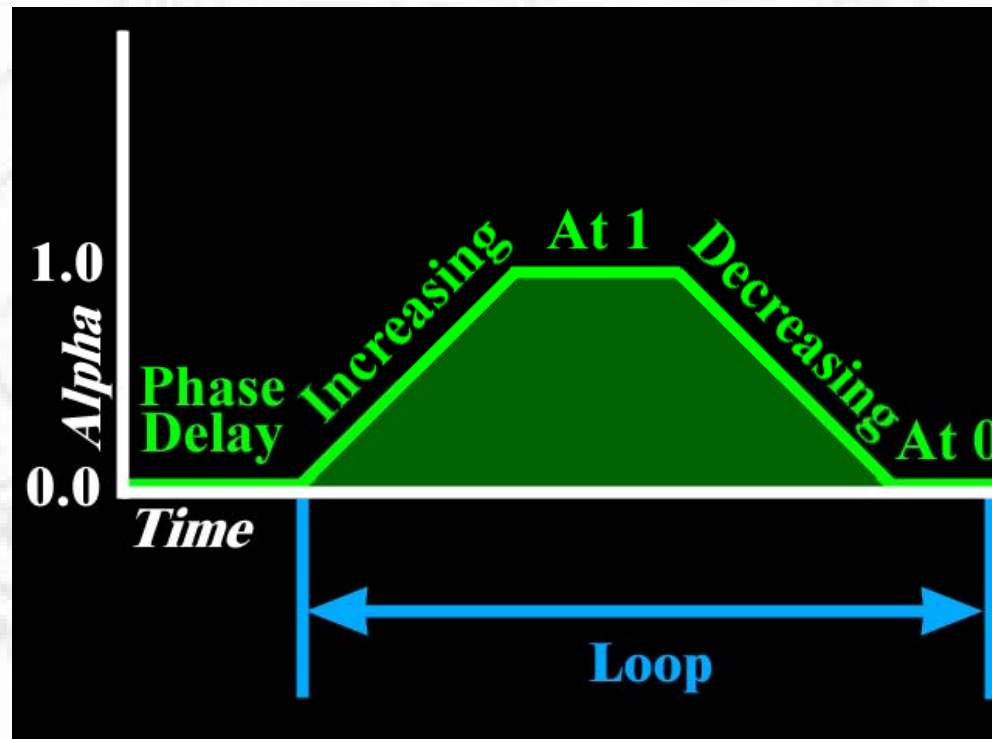 At 1
Increasing
Decreasing
1.0
Alpha
Phase
Delay
At 0
0.0
Time
Loop